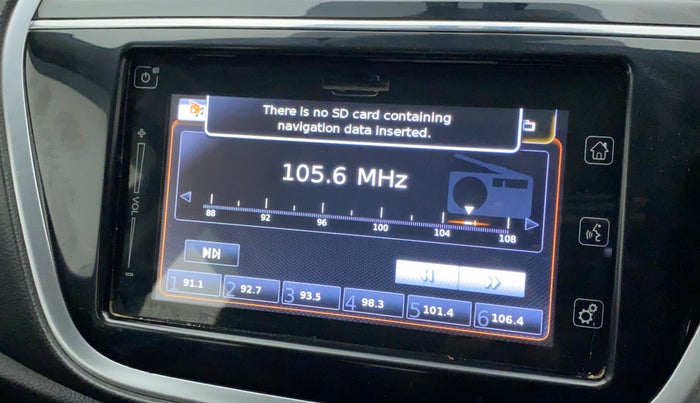 There is no SD card containing
navigation data inserted.
105.6 MHz
88 92 96 100 104 108
VOL
1 91.1 2 92.7 3 93.5 4 98.3 5 101.4 6 106.4